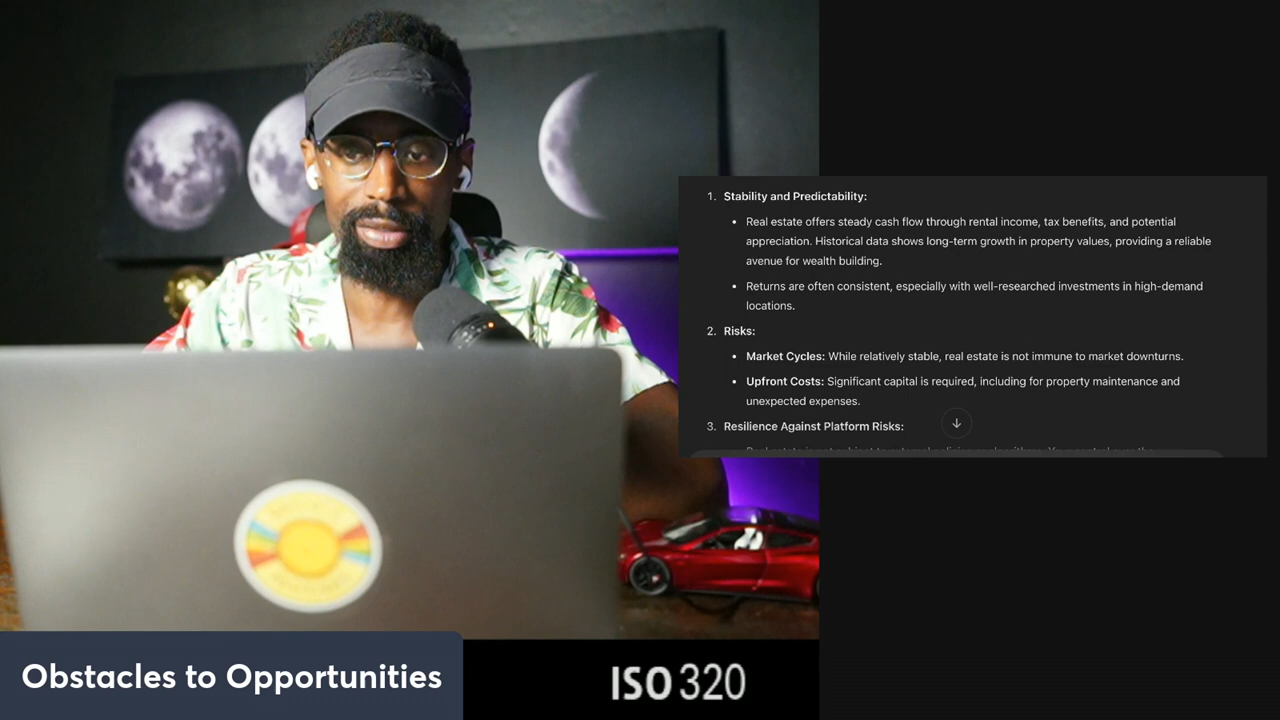 1. Stability and Predictability:
• Real estate offers steady cash flow through rental income, tax benefits, and potential
appreciation. Historical data shows long-term growth in property values, providing a reliable
avenue for wealth building.
• Returns are often consistent, especially with well-researched investments in high-demand
locations.
2. Risks:
• Market Cycles: While relatively stable, real estate is not immune to market downturns.
• Upfront Costs: Significant capital is required, including for property maintenance and
unexpected expenses.
3. Resilience Against Platform Risks:
Obstacles to Opportunities
ISO 320